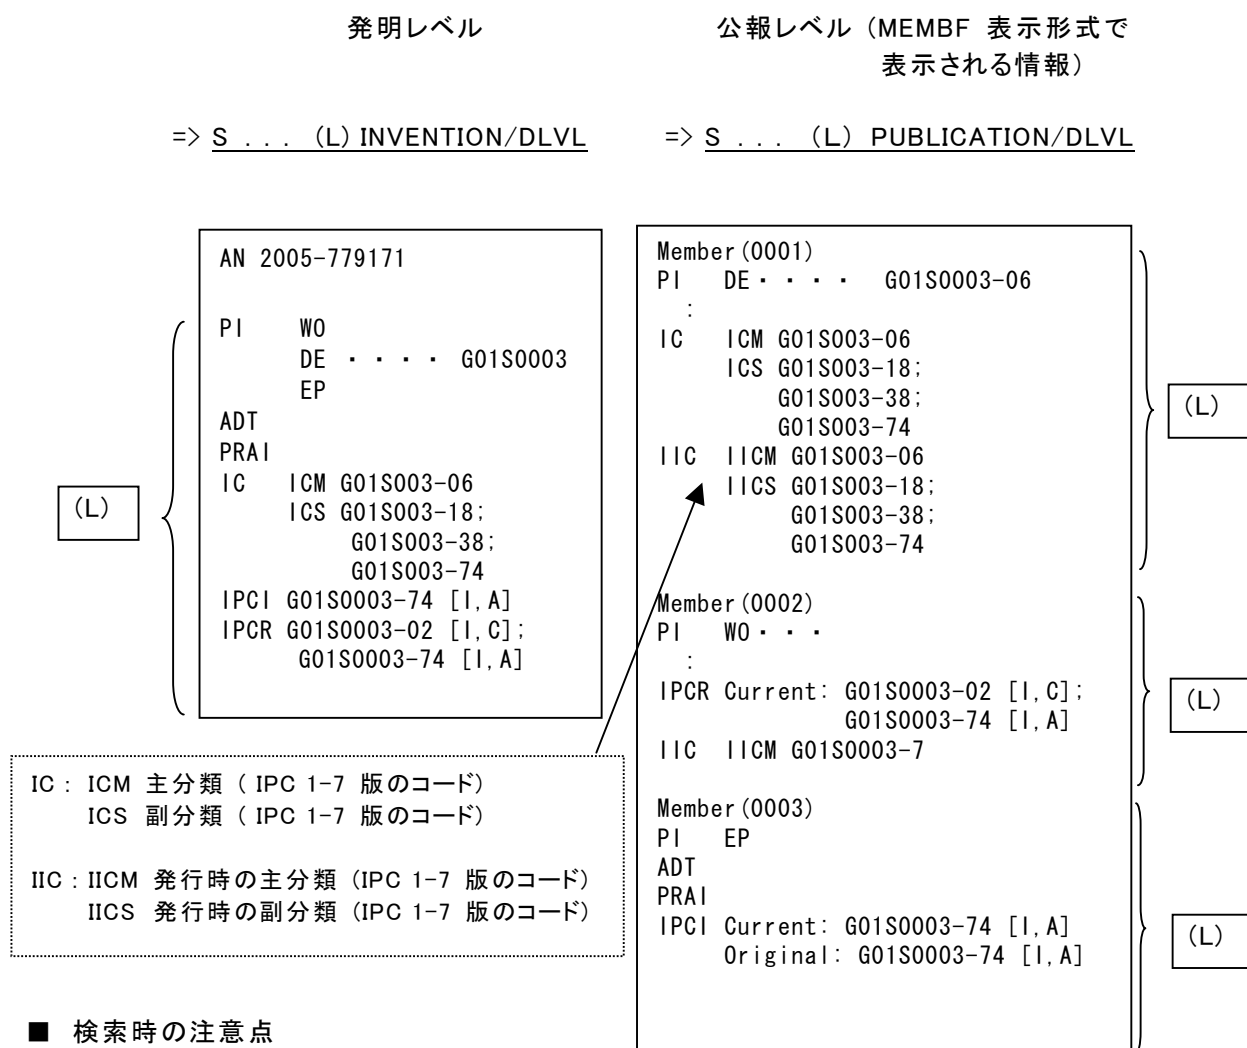 発明レベル
公報レベル（MEMBF 表示形式で
表示される情報）
=> S . . . (L) INVENTION/DLVL
=> S . . . (L) PUBLICATION/DLVL
AN 2005-779171
PI WO
DE ・・・・ G01S0003
EP
ADT
PRAI
IC ICM G01S003-06
ICS G01S003-18;
G01S003-38;
G01S003-74
IPCI G01S0003-74 [I,A]
IPCR G01S0003-02 [I,C];
G01S0003-74 [I,A]
(L)
Member(0001)
PI DE・・・・ G01S0003-06
:
IC ICM G01S003-06
ICS G01S003-18;
G01S003-38;
G01S003-74
IIC IICM G01S003-06
IICS G01S003-18;
G01S003-38;
G01S003-74
(L)
Member(0002)
PI WO・・・
:
IPCR Current: G01S0003-02 [I,C];
G01S0003-74 [I,A]
IIC IICM G01S0003-7
(L)
Member(0003)
PI EP
ADT
PRAI
IPCI Current: G01S0003-74 [I,A]
Original: G01S0003-74 [I,A]
(L)
IC : ICM 主分類（ IPC 1-7 版のコード）
ICS 副分類（ IPC 1-7 版のコード）
IIC : IICM 発行時の主分類（IPC 1-7 版のコード）
IICS 発行時の副分類（IPC 1-7 版のコード）
■ 検索時の注意点